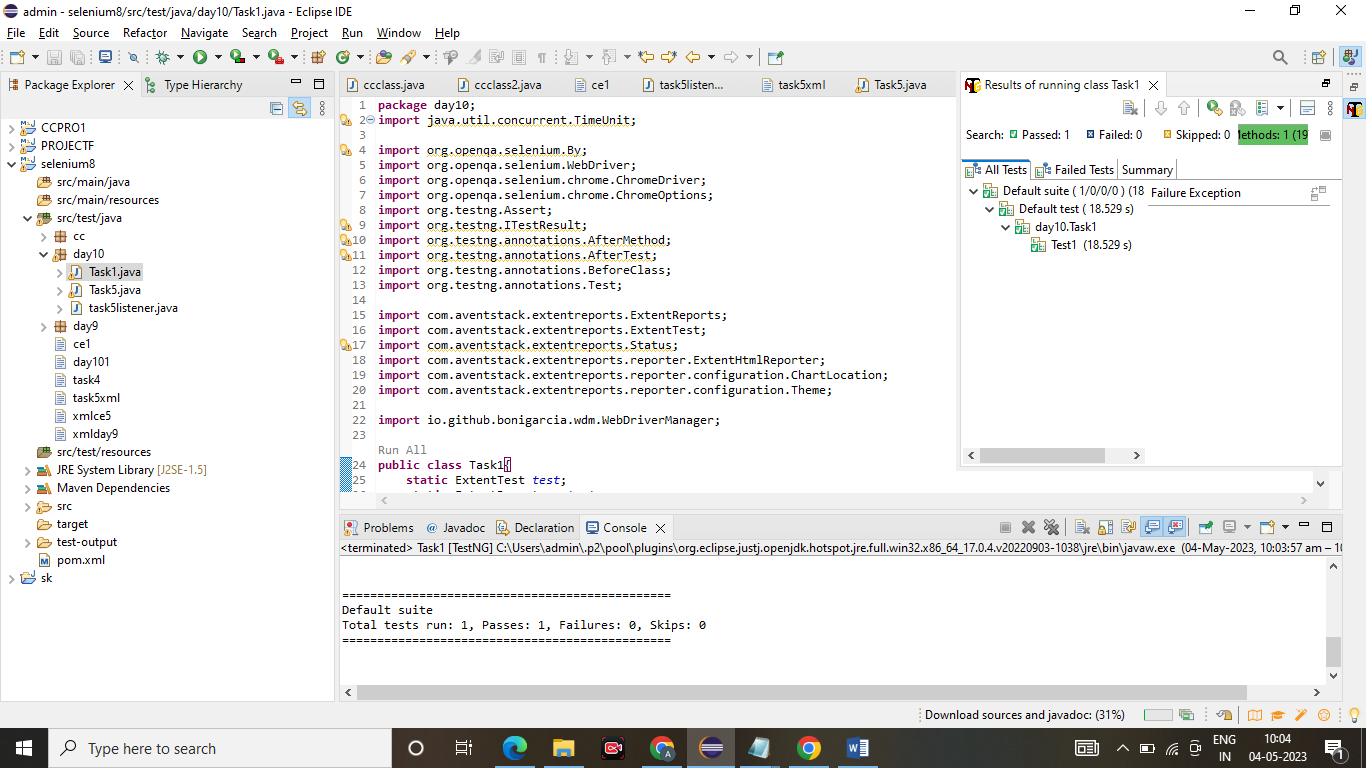 admin - selenium8/src/test/java/day10/Task1.java - Eclipse IDE
File Edit Source Refactor Navigate Search Project Run Window Help
Package Explorer Type Hierarchy
CCPRO1
PROJECTF
selenium8
src/main/java
src/main/resources
src/test/java
cc
day10
Task1.java
Task5.java
task5listener.java
day9
ce1
day101
task4
task5xml
xmlce5
xmlday9
src/test/resources
JRE System Library [J2SE-1.5]
Maven Dependencies
src
target
test-output
pom.xml
sk
ccclass.java ccclass2.java ce1 task5listen... task5xml Task5.java
1 package day10;
2 import java.util.concurrent.TimeUnit;
3
4 import org.openqa.selenium.By;
5 import org.openqa.selenium.WebDriver;
6 import org.openqa.selenium.chrome.ChromeDriver;
7 import org.openqa.selenium.chrome.ChromeOptions;
8 import org.testng.Assert;
9 import org.testng.ITestResult;
10 import org.testng.annotations.AfterMethod;
11 import org.testng.annotations.AfterTest;
12 import org.testng.annotations.BeforeClass;
13 import org.testng.annotations.Test;
14
15 import com.aventstack.extentreports.ExtentReports;
16 import com.aventstack.extentreports.ExtentTest;
17 import com.aventstack.extentreports.Status;
18 import com.aventstack.extentreports.reporter.ExtentHtmlReporter;
19 import com.aventstack.extentreports.reporter.configuration.ChartLocation;
20 import com.aventstack.extentreports.reporter.configuration.Theme;
21
22 import io.github.bonigarcia.wdm.WebDriverManager;
23
Run All
24 public class Task1{
25 static ExtentTest test;
Results of running class Task1
Search: Passed: 1 Failed: 0 Skipped: 0 Methods: 1 (19
All Tests Failed Tests Summary
Default suite ( 1/0/0/0 ) (18
Default test ( 18.529 s)
day10.Task1
Test1 (18.529 s)
Failure Exception
Problems Javadoc Declaration Console
<terminated> Task1 [TestNG] C:\Users\admin\.p2\pool\plugins\org.eclipse.justj.openjdk.hotspot.jre.full.win32.x86_64_17.0.4.v20220903-1038\jre\bin\javaw.exe (04-May-2023, 10:03:57 am – 10
===============================================
Default suite
Total tests run: 1, Passes: 1, Failures: 0, Skips: 0
===============================================
Download sources and javadoc: (31%)
Type here to search
ENG
IN
10:04
04-05-2023
1